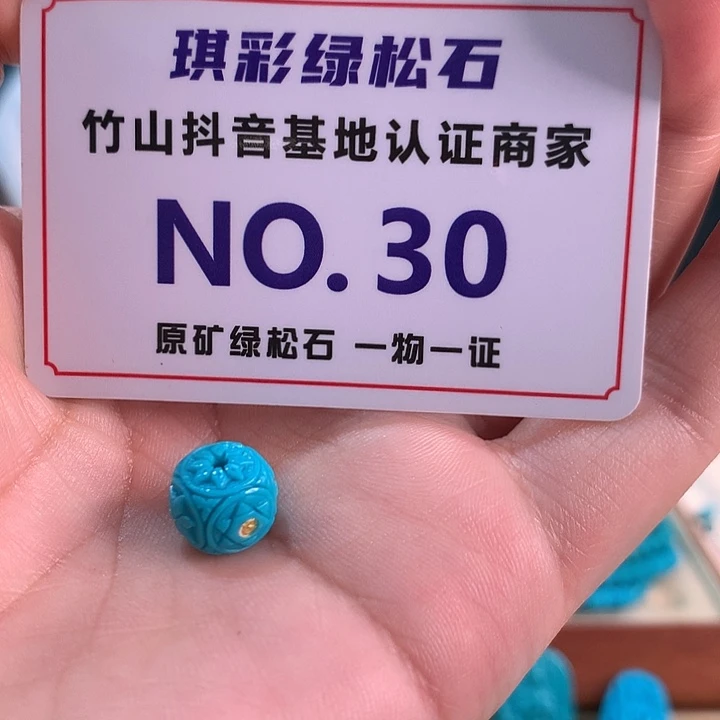 琪彩绿松石
竹山抖音基地认证商家
NO.30
原矿绿松石 一物一证